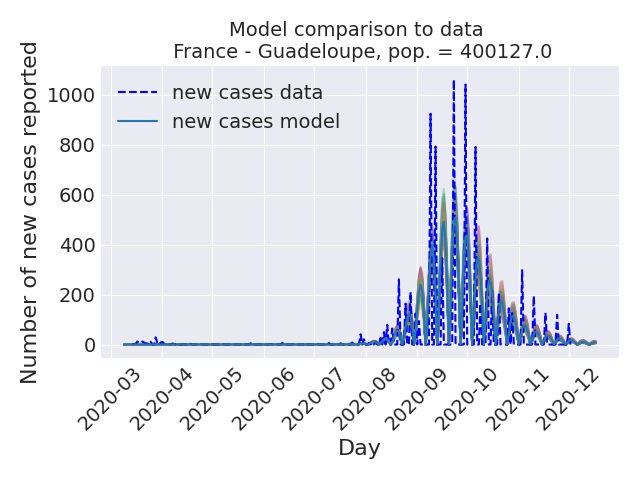 Model comparison to data
France - Guadeloupe, pop. = 400127.0
new cases data
new cases model
Number of new cases reported
1000
800
600
400
200
0
2020-03
2020-04
2020-05
2020-06
2020-07
2020-08
2020-09
2020-10
2020-11
2020-12
Day